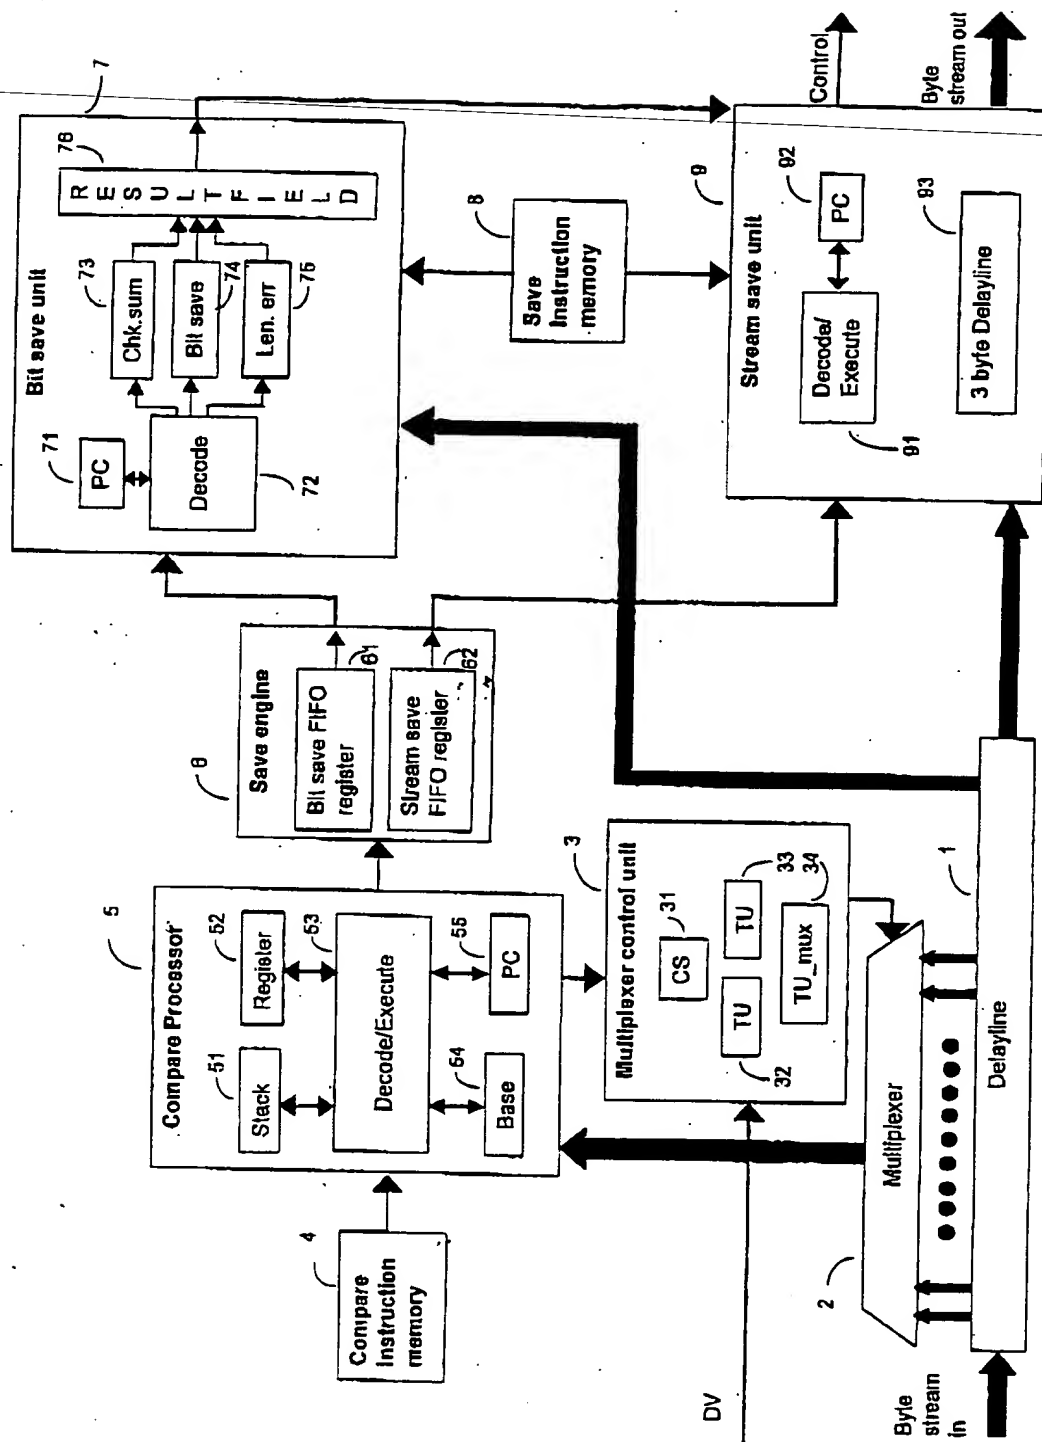 7
Bit save unit
71
PC
Decode
72
73
Chk.sum
Bit save
74
Len. err
75
76
RESULTFIELD
8
Save
Instruction
memory
9
Stream save unit
Decode/
Execute
91
92
PC
3 byte Delayline
93
Control
Byte
stream out
6
Save engine
Bit save FIFO
register
61
Stream save
FIFO register
62
5
Compare Processor
51
Stack
52
Register
53
Decode/Execute
54
Base
55
PC
4
Compare
Instruction
memory
3
Multiplexer control unit
31
CS
32
TU
33
TU
34
TU_mux
DV
2
Multiplexer
1
Delayline
Byte
stream
in